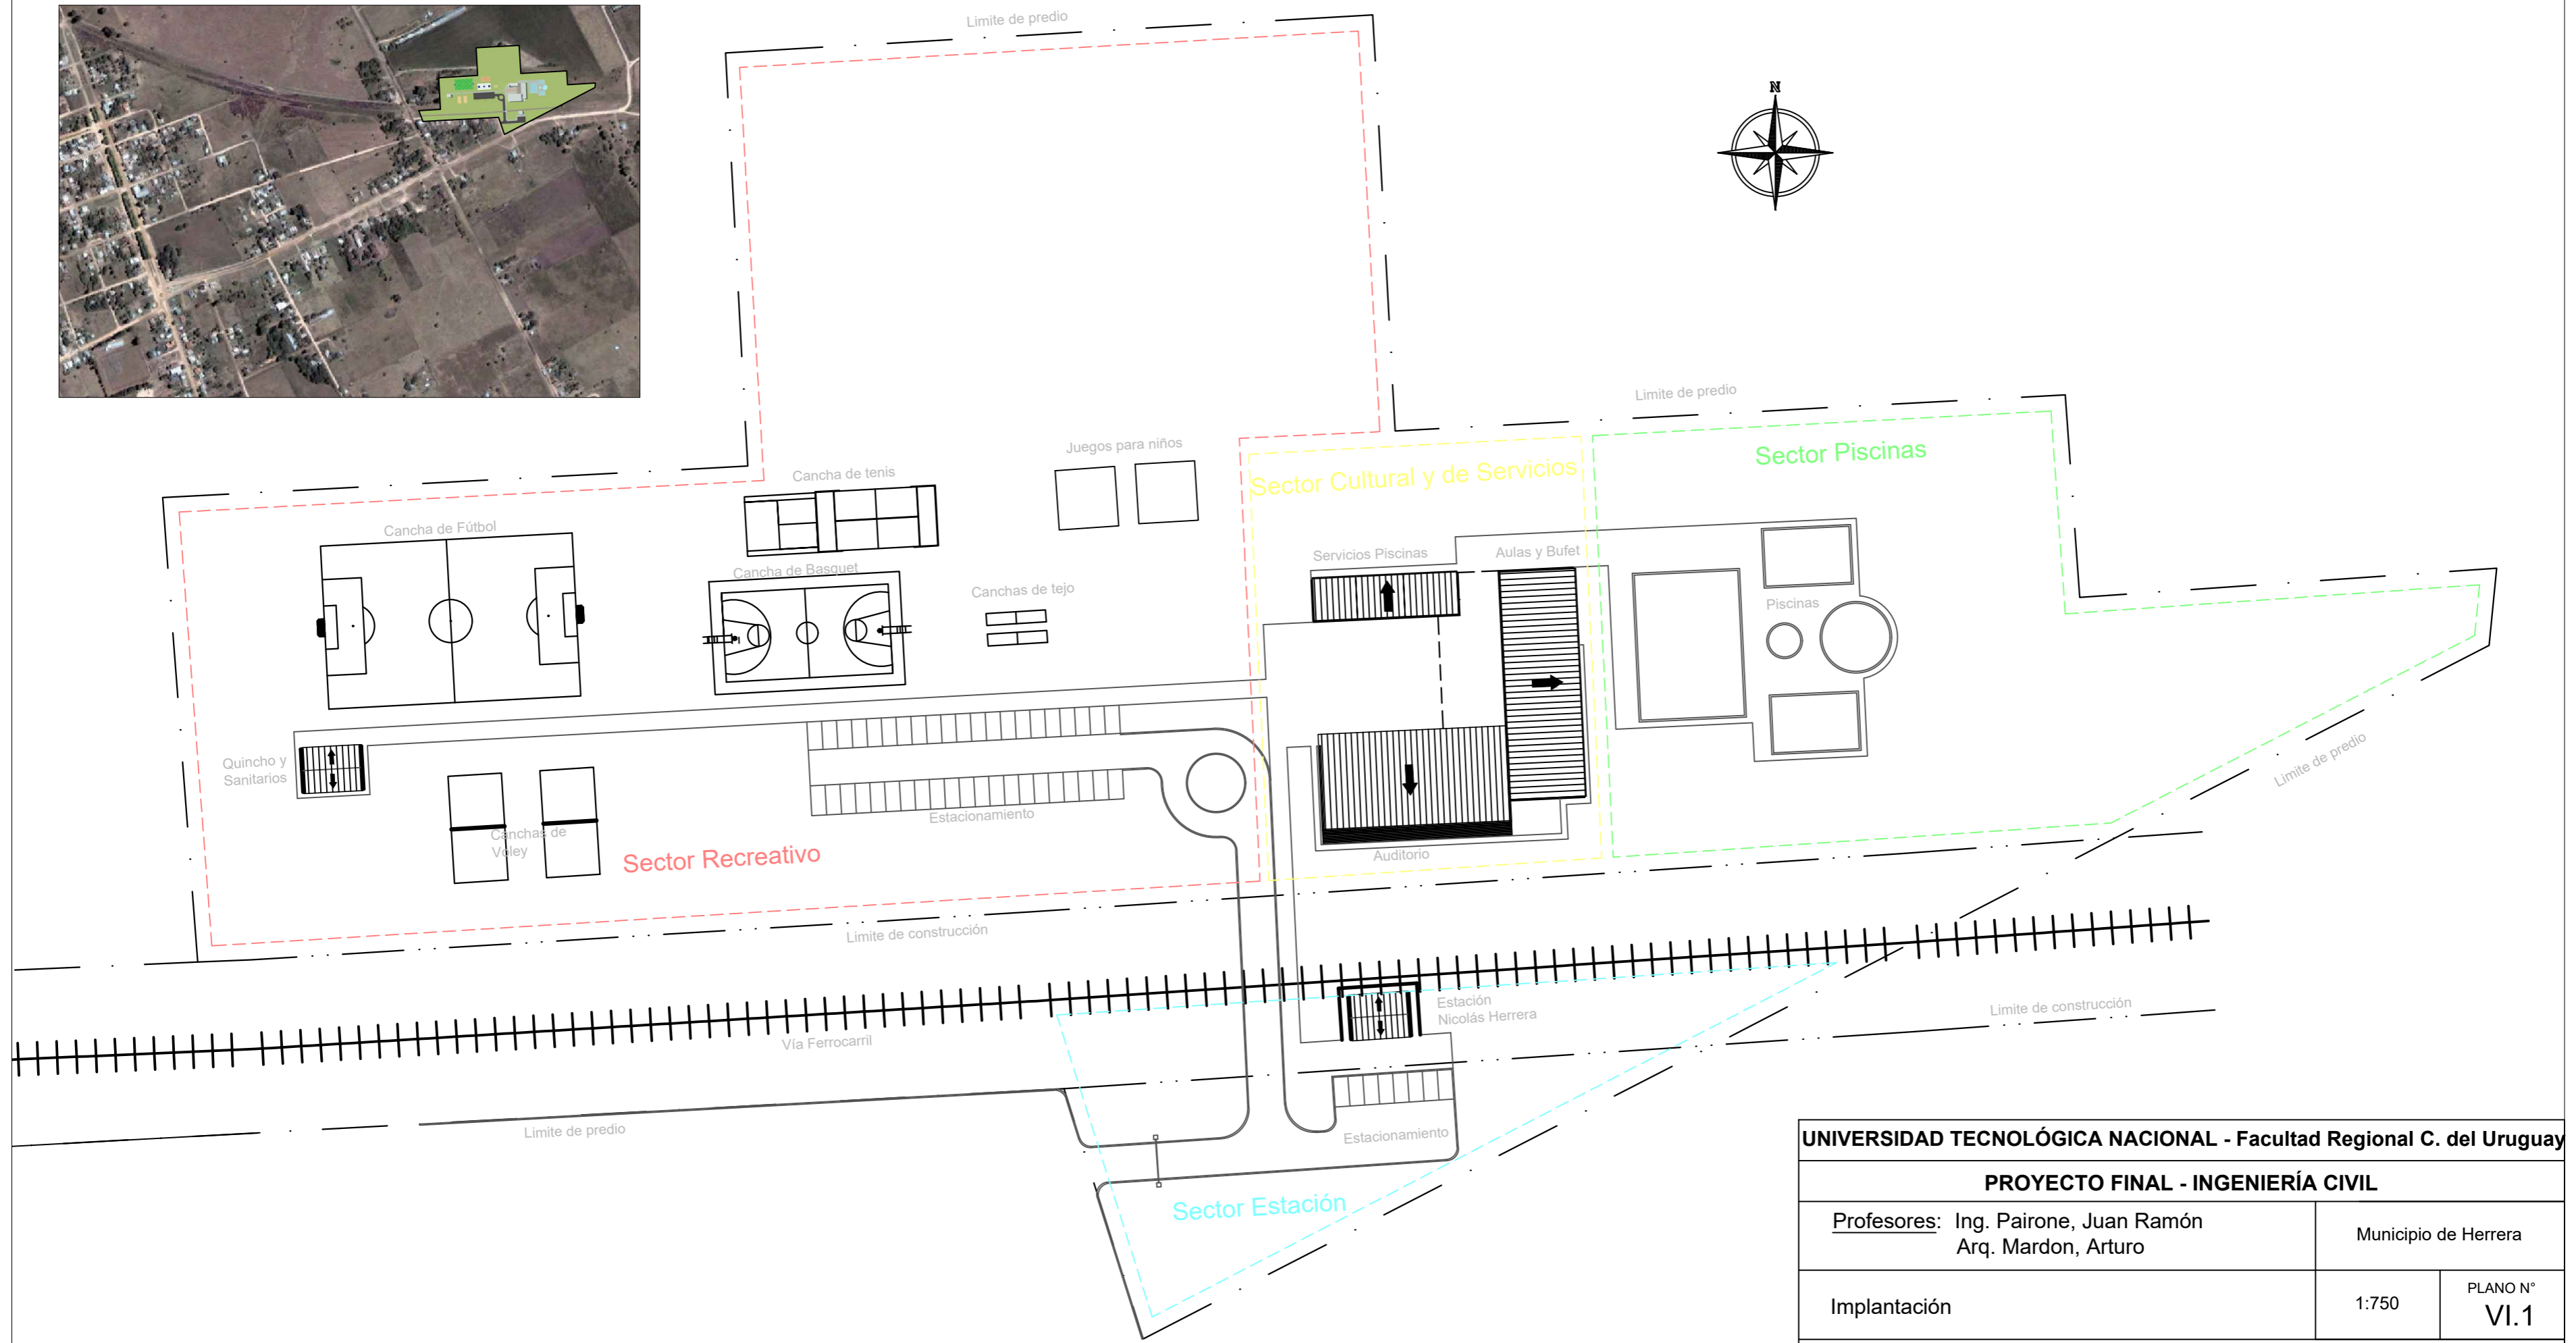 Limite de predio
N
Limite de predio
Juegos para niños
Sector Piscinas
Cancha de tenis
Sector Cultural y de Servicios
Cancha de Fútbol
Servicios Piscinas
Aulas y Bufet
Cancha de Basquet
Canchas de tejo
Piscinas
Quincho y
Sanitarios
Limite de predio
Estacionamiento
Canchas de
Voley
Sector Recreativo
Auditorio
Limite de construcción
Estación
Nicolás Herrera
Limite de construcción
Vía Ferrocarril
Limite de predio
Estacionamiento
Sector Estación
UNIVERSIDAD TECNOLÓGICA NACIONAL - Facultad Regional C. del Uruguay
PROYECTO FINAL - INGENIERÍA CIVIL
Profesores: Ing. Pairone, Juan Ramón
Arq. Mardon, Arturo
Municipio de Herrera
Implantación
1:750
PLANO N°
VI.1